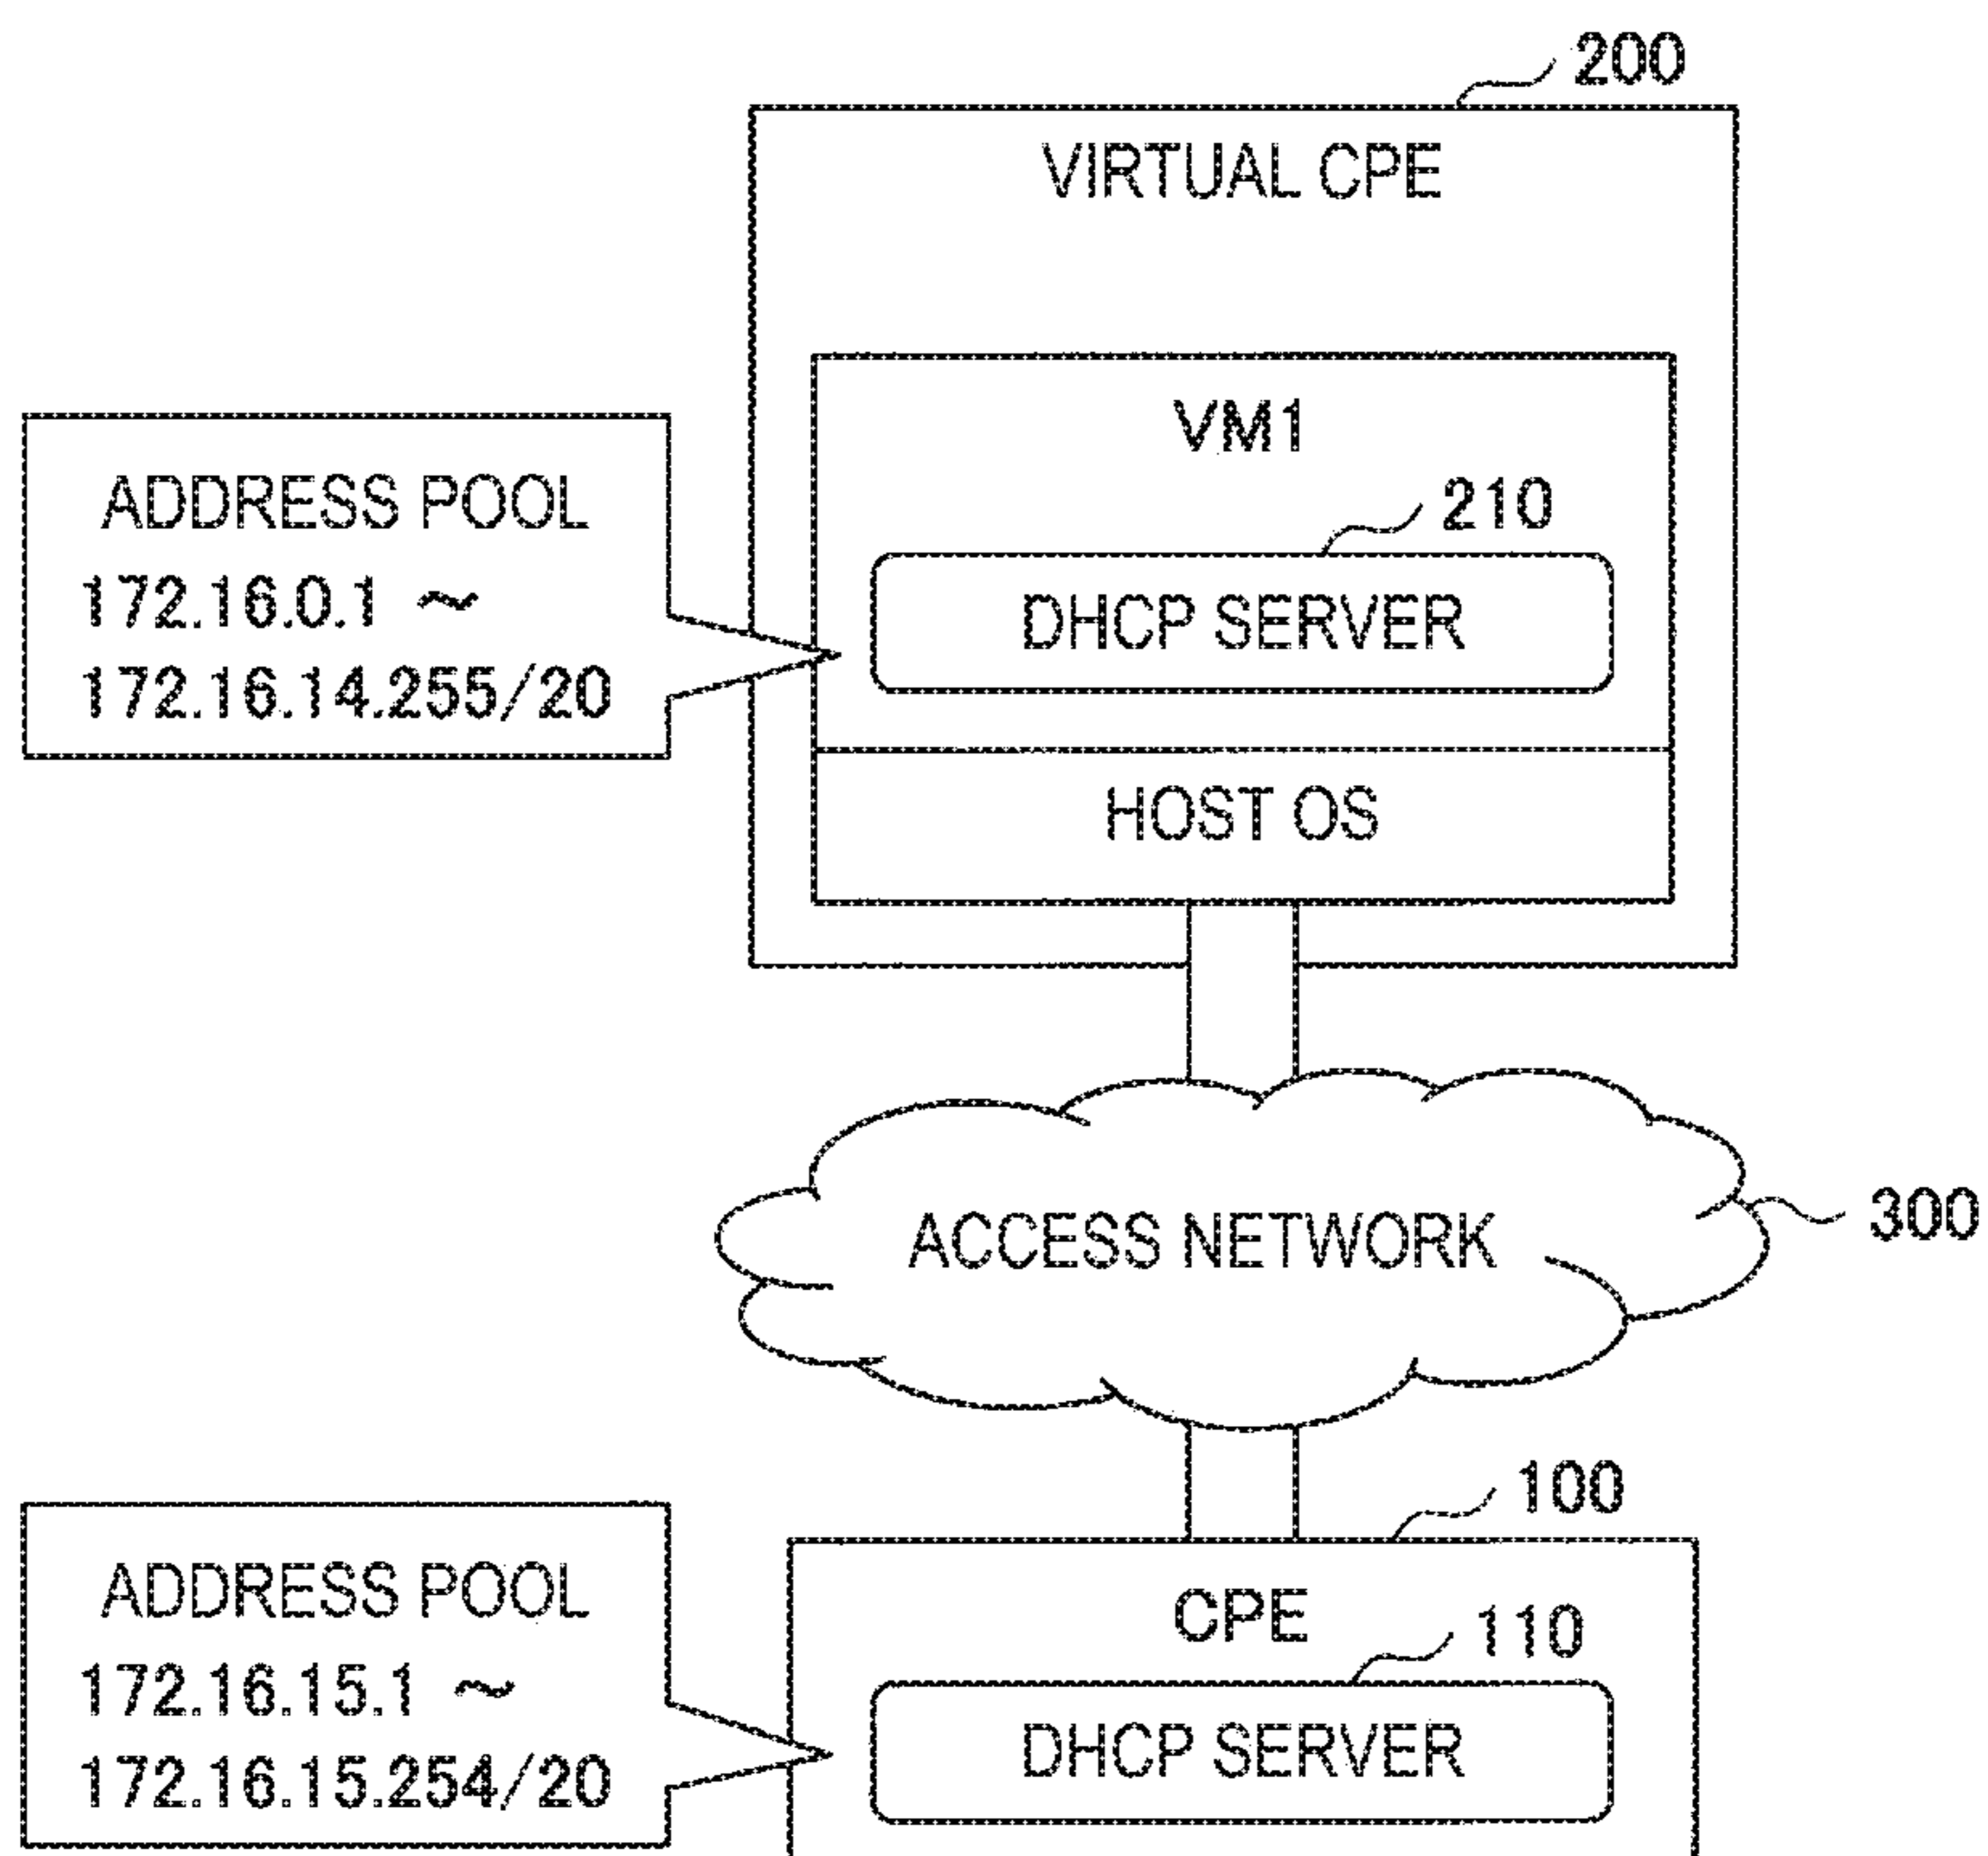 200
VIRTUAL CPE
VM1
ADDRESS POOL
172.16.0.1 ~
172.16.14.255/20
210
DHCP SERVER
HOST OS
ACCESS NETWORK
300
100
CPE
ADDRESS POOL
172.16.15.1 ~
172.16.15.254/20
110
DHCP SERVER